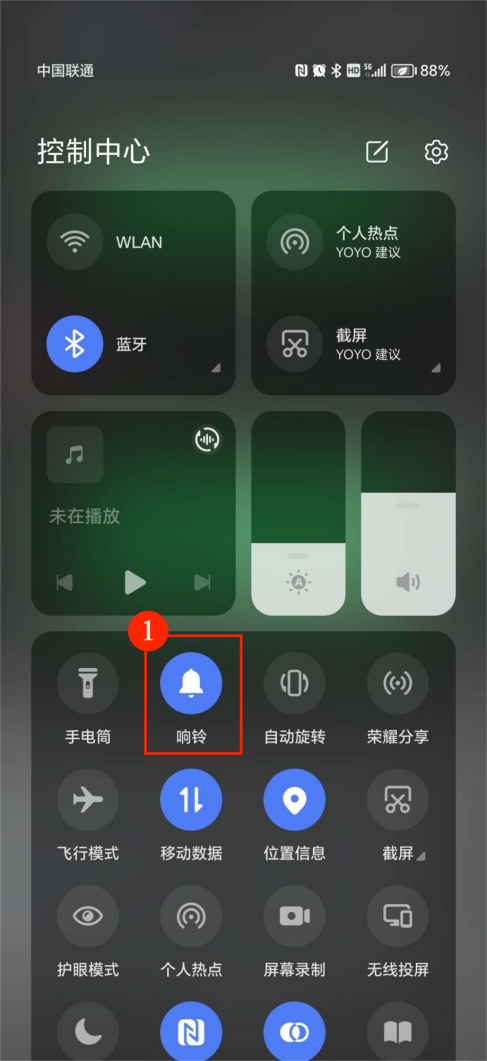 中国联通
HD 5G 88%
控制中心
WLAN
个人热点
YOYO 建议
蓝牙
截屏
YOYO 建议
未在播放
A
1
手电筒
响铃
自动旋转
荣耀分享
飞行模式
移动数据
位置信息
截屏
护眼模式
个人热点
屏幕录制
无线投屏